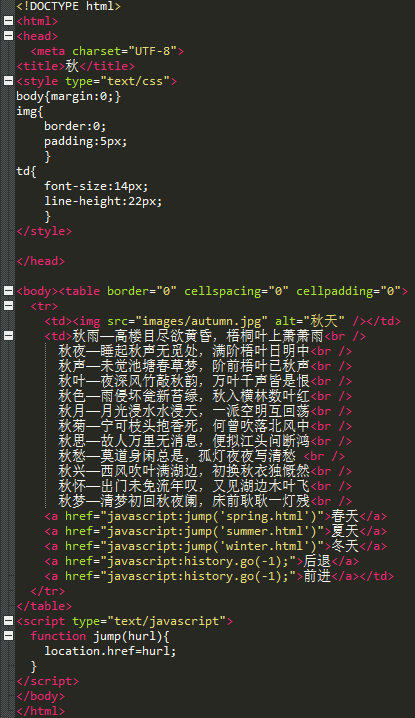 <!DOCTYPE html>
<html>
<head>
<meta charset="UTF-8">
<title>秋</title>
<style type="text/css">
body{margin:0;}
img{
border:0;
padding:5px;
}
td{
font-size:14px;
line-height:22px;
}
</style>
</head>
<body><table border="0" cellspacing="0" cellpadding="0">
<tr>
<td><img src="images/autumn.jpg" alt="秋天" /></td>
<td>秋雨—高楼目尽欲黄昏，梧桐叶上萧萧雨<br />
秋夜—睡起秋声无觅处，满阶梧叶日明中<br />
秋声—未觉池塘春草梦，阶前梧叶已秋声<br />
秋叶—夜深风竹敲秋韵，万叶千声皆是恨<br />
秋色—雨侵坏瓮新苔绿，秋入横林数叶红<br />
秋月—月光浸水水浸天，一派空明互回荡<br />
秋菊—宁可枝头抱香死，何曾吹落北风中<br />
秋思—故人万里无消息，便拟江头问断鸿<br />
秋愁—莫道身闲总是，孤灯夜夜写清愁 <br />
秋兴—西风吹叶满湖边，初换秋衣独慨然<br />
秋怀—出门未免流年叹，又见湖边木叶飞<br />
秋梦—清梦初回秋夜阑，床前耿耿一灯残<br />
<a href="javascript:jump('spring.html')">春天</a>
<a href="javascript:jump('summer.html')">夏天</a>
<a href="javascript:jump('winter.html')">冬天</a>
<a href="javascript:history.go(-1);">后退</a>
<a href="javascript:history.go(-1);">前进</a></td>
</tr>
</table>
<script type="text/javascript">
function jump(hurl){
location.href=hurl;
}
</script>
</body>
</html>